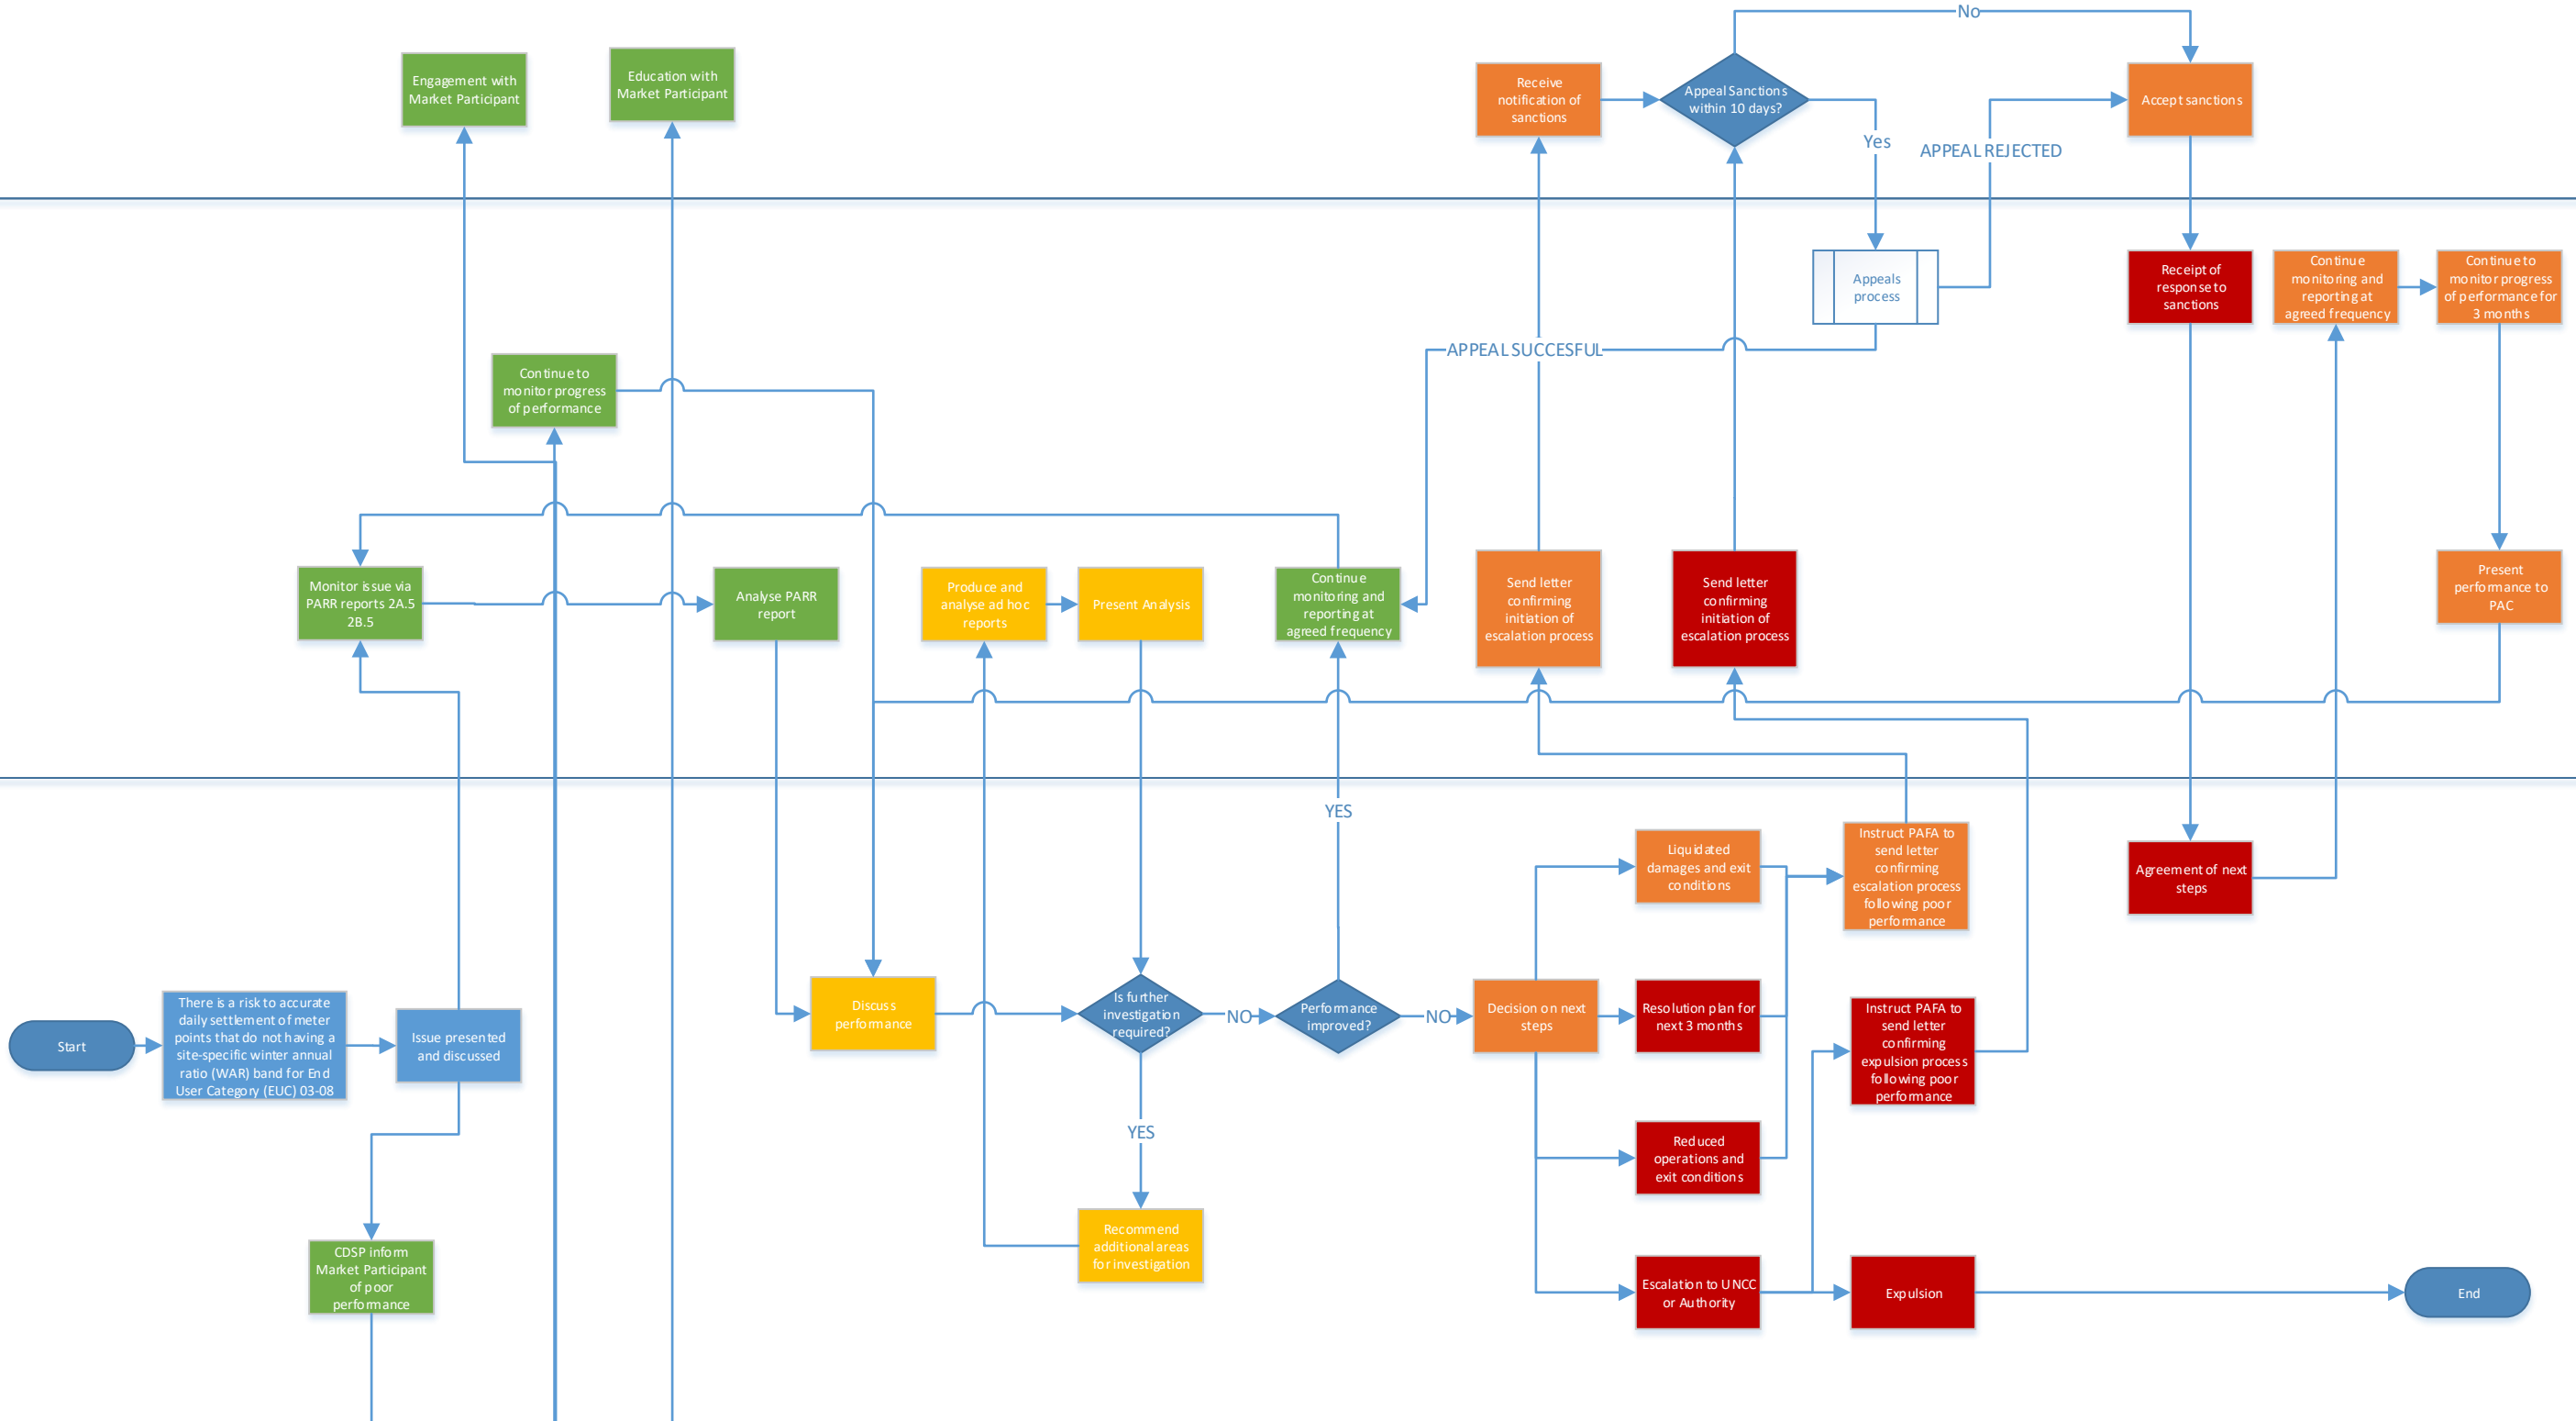 No
Engagement with
Market Participant
Education with
Market Participant
Receive
notification of
sanctions
Appeal Sanctions
within 10 days?
Accept sanctions
Yes
APPEAL REJECTED
Appeals
process
Receipt of
response to
sanctions
Continue
monitoring and
reporting at
agreed frequency
Continue to
monitor progress
of performance for
3 months
APPEAL SUCCESFUL
Continue to
monitor progress
of performance
Monitor issue via
PARR reports 2A.5
2B.5
Analyse PARR
report
Produce and
analyse ad hoc
reports
Present Analysis
Continue
monitoring and
reporting at
agreed frequency
Send letter
confirming
initiation of
escalation process
Send letter
confirming
initiation of
escalation process
Present
performance to
PAC
YES
Liquidated
damages and exit
conditions
Instruct PAFA to
send letter
confirming
escalation process
following poor
performance
Agreement of next
steps
Start
There is a risk to accurate
daily settlement of meter
points that do not having a
site-specific winter annual
ratio (WAR) band for End
User Category (EUC) 03-08
Issue presented
and discussed
Discuss
performance
Is further
investigation
required?
NO
Performance
improved?
NO
Decision on next
steps
Resolution plan for
next 3 months
Instruct PAFA to
send letter
confirming
expulsion process
following poor
performance
YES
Reduced
operations and
exit conditions
Recommend
additional areas
for investigation
CDSP inform
Market Participant
of poor
performance
Escalation to UNCC
or Authority
Expulsion
End